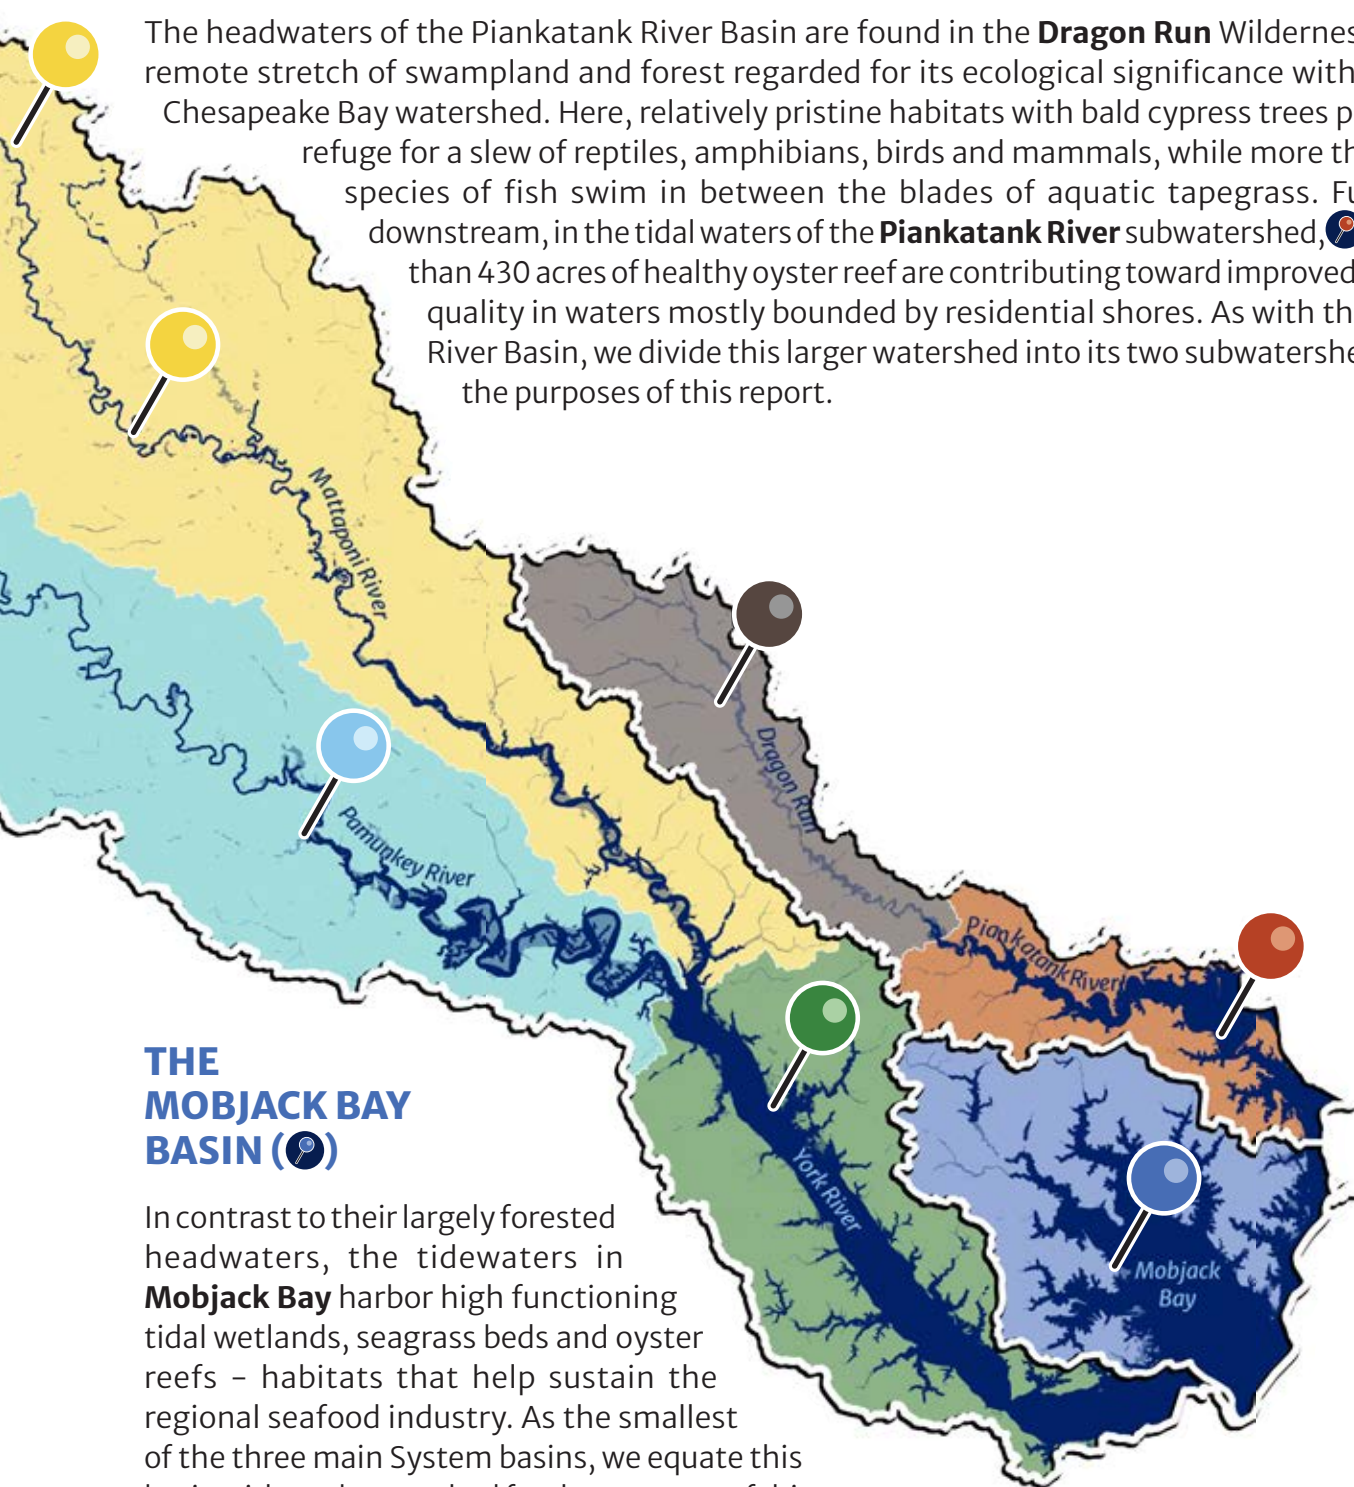 The headwaters of the Piankatank River Basin are found in the Dragon Run
remote stretch of swampland and forest regarded for its ecological significance
Chesapeake Bay watershed. Here, relatively pristine habitats with bald cypress trees
refuge for a slew of reptiles, amphibians, birds and mammals, while more
species of fish swim in between the blades of aquatic tapegrass.
downstream, in the tidal waters of the Piankatank River subwatershed,
than 430 acres of healthy oyster reef are contributing toward improved
quality in waters mostly bounded by residential shores. As with
River Basin, we divide this larger watershed into its two
the purposes of this report.
Mattaponi River
Dragon Run
Pamunkey River
Piankatank River
York River
Mobjack
Bay
THE
MOBJACK BAY
BASIN ( )
In contrast to their largely forested
headwaters, the tidewaters in
Mobjack Bay harbor high functioning
tidal wetlands, seagrass beds and oyster
reefs - habitats that help sustain the
regional seafood industry. As the smallest
of the three main System basins, we equate this